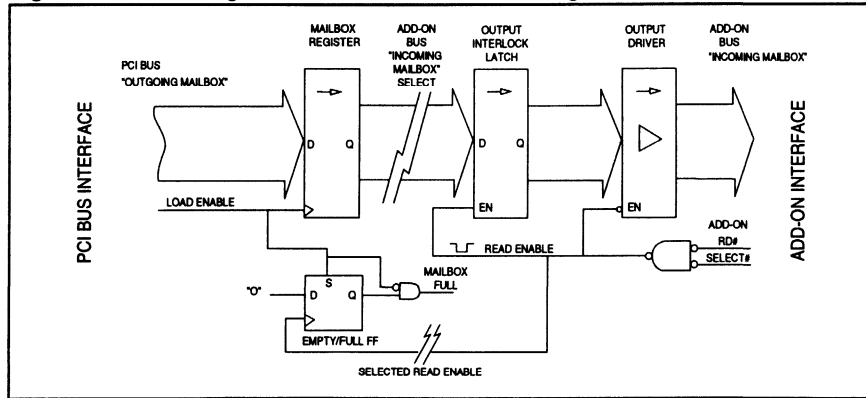 MAILBOX
REGISTER
ADD-ON
BUS
"INCOMING
MAILBOX"
SELECT
OUTPUT
INTERLOCK
LATCH
OUTPUT
DRIVER
ADD-ON
BUS
"INCOMING MAILBOX"
PCI BUS
"OUTGOING MAILBOX"
PCI BUS INTERFACE
D
Q
D
Q
ADD-ON INTERFACE
LOAD ENABLE
EN
EN
READ ENABLE
ADD-ON
RD#
SELECT#
S
"O"
D
Q
MAILBOX
FULL
EMPTY/FULL FF
SELECTED READ ENABLE